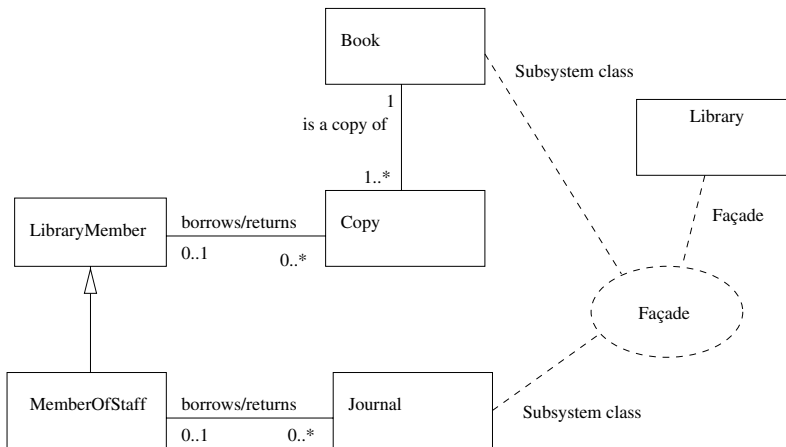 Book
Subsystem class
1
is a copy of
Library
1..*
LibraryMember
borrows/returns
Copy
Façade
0..1
0..*
Façade
MemberOfStaff
borrows/returns
Journal
Subsystem class
0..1
0..*